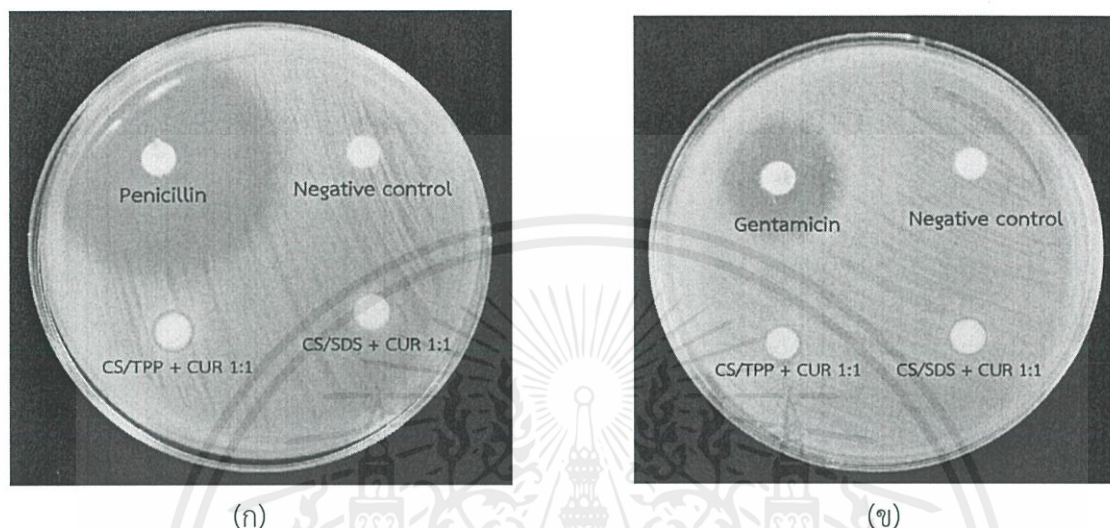 Penicillin
Negative control
CS/TPP + CUR 1:1
CS/SDS + CUR 1:1
(ก)
Gentamicin
Negative control
CS/TPP + CUR 1:1
CS/SDS + CUR 1:1
(ข)